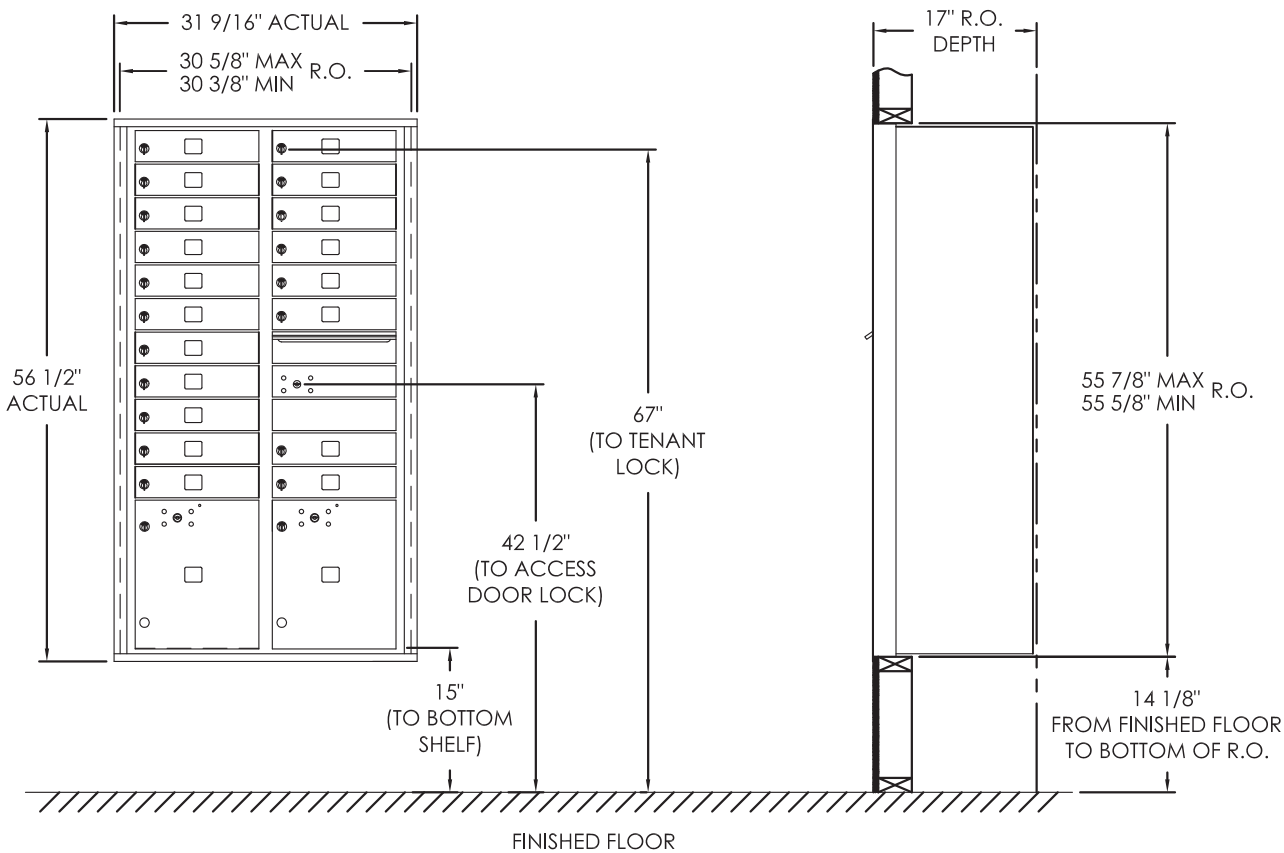 31 9/16" ACTUAL
30 5/8" MAX
30 3/8" MIN
R.O.
17" R.O.
DEPTH
56 1/2"
ACTUAL
67"
(TO TENANT
LOCK)
42 1/2"
(TO ACCESS
DOOR LOCK)
15"
(TO BOTTOM
SHELF)
55 7/8" MAX
55 5/8" MIN
R.O.
14 1/8"
FROM FINISHED FLOOR
TO BOTTOM OF R.O.
FINISHED FLOOR